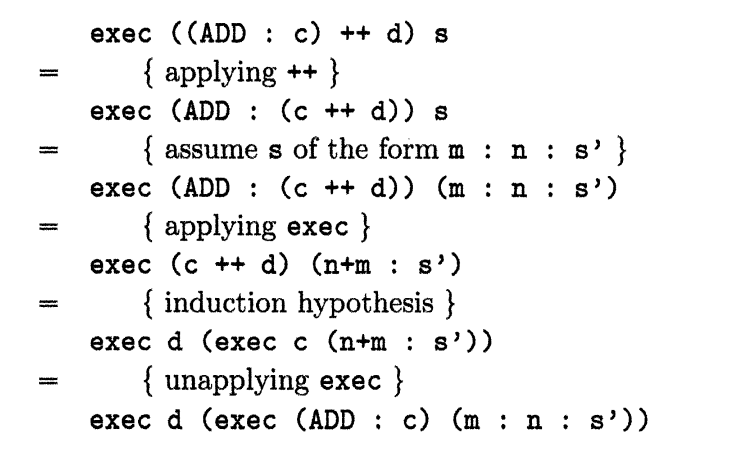 exec ((ADD : c) ++ d) s
= { applying ++ }
exec (ADD : (c ++ d)) s
= { assume s of the form m : n : s' }
exec (ADD : (c ++ d)) (m : n : s')
= { applying exec }
exec (c ++ d) (n+m : s')
= { induction hypothesis }
exec d (exec c (n+m : s'))
= { unapplying exec }
exec d (exec (ADD : c) (m : n : s'))